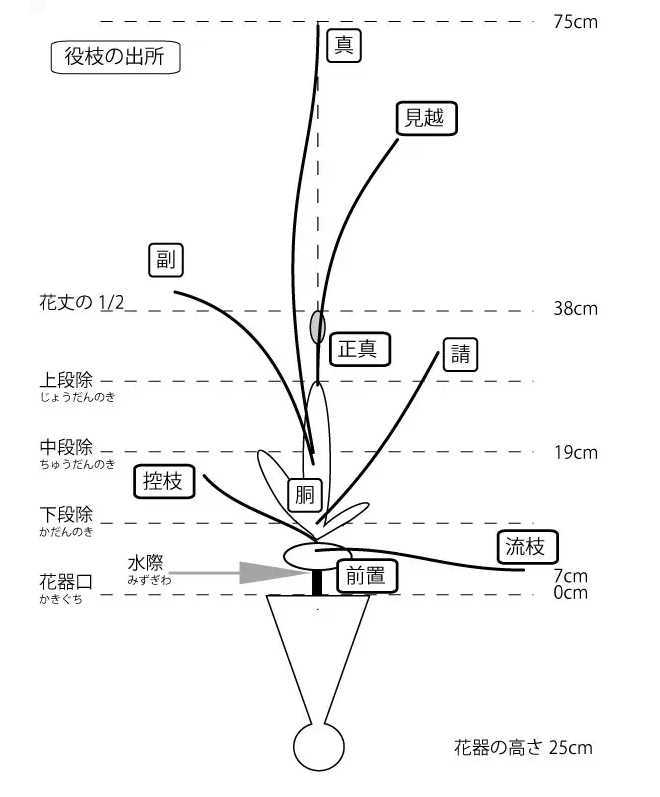 75cm
役枝の出所
真
見越
副
花丈の 1/2
38cm
正真
請
上段除
じょうだんのき
中段除
ちゅうだんのき
19cm
控枝
胴
下段除
かだんのき
流枝
水際
みずぎわ
前置
7cm
花器口
かきぐち
0cm
花器の高さ 25cm